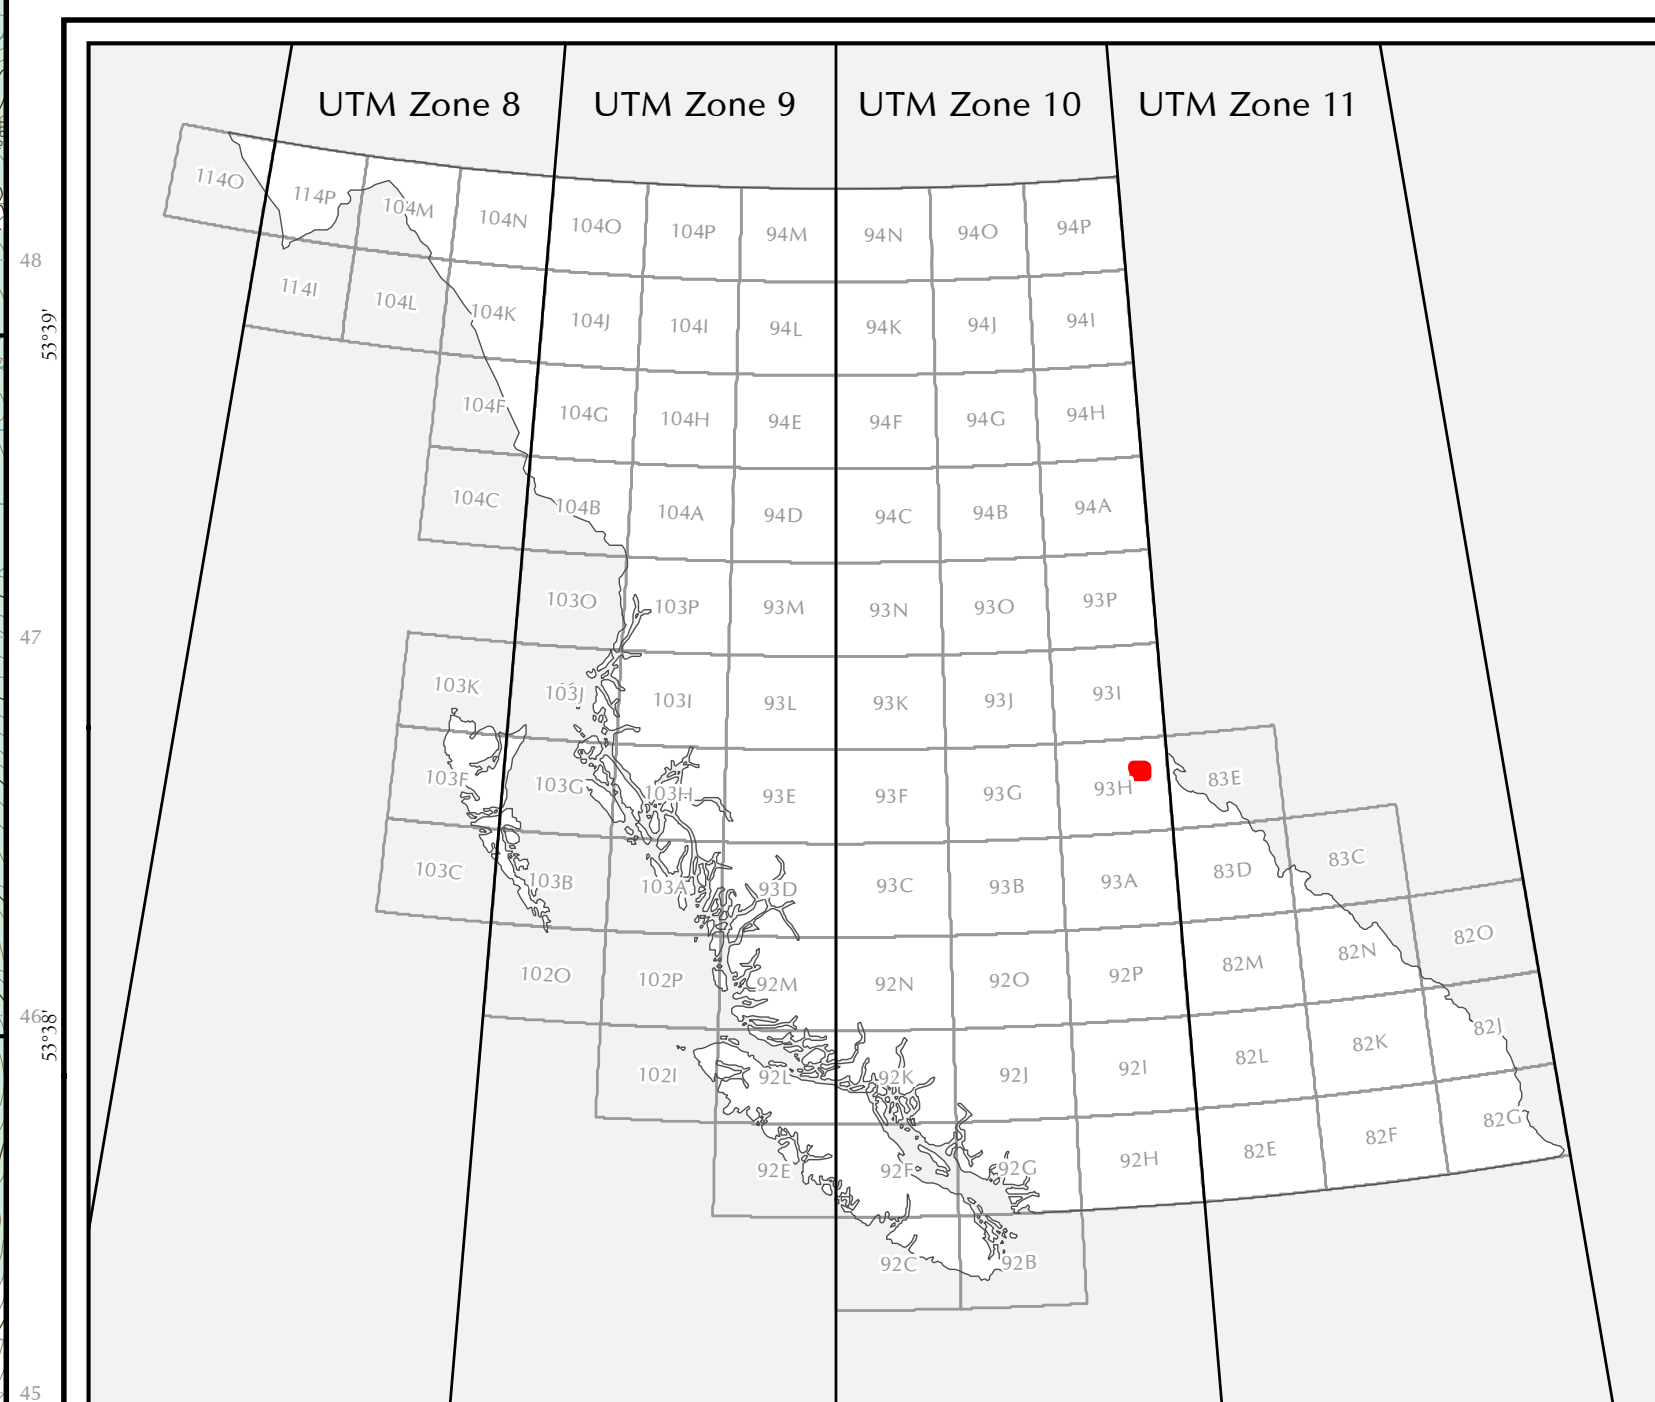 UTM Zone 8 UTM Zone 9 UTM Zone 10 UTM Zone 11
114O 114P 104M 104N 104O 104P 94M 94N 94O 94P
48
114I 104L 104K 104J 104I 94L 94K 94J 94I
53°39'
104F 104G 104H 94E 94F 94G 94H
104C 104B 104A 94D 94C 94B 94A
103O 103P 93M 93N 93O 93P
47
103K 103J 103I 93L 93K 93J 93I
103F 103G 103H 93E 93F 93G 93H 83E
103C 103B 103A 93D 93C 93B 93A 83D 83C
102O 102P 92M 92N 92O 92P 82M 82N 82O
46
53°38'
102I 92L 92K 92J 92I 82L 82K 82J
92E 92F 92G 92H 82E 82F 82G
92C 92B
45